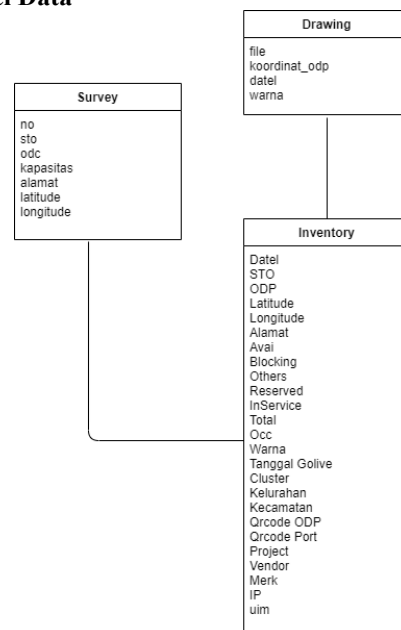 Data
Drawing
file
koordinat_odp
datel
warna
Survey
no
sto
odc
kapasitas
alamat
latitude
longitude
Inventory
Datel
STO
ODP
Latitude
Longitude
Alamat
Avai
Blocking
Others
Reserved
InService
Total
Occ
Warna
Tanggal Golive
Cluster
Kelurahan
Kecamatan
Qrcode ODP
Qrcode Port
Project
Vendor
Merk
IP
uim